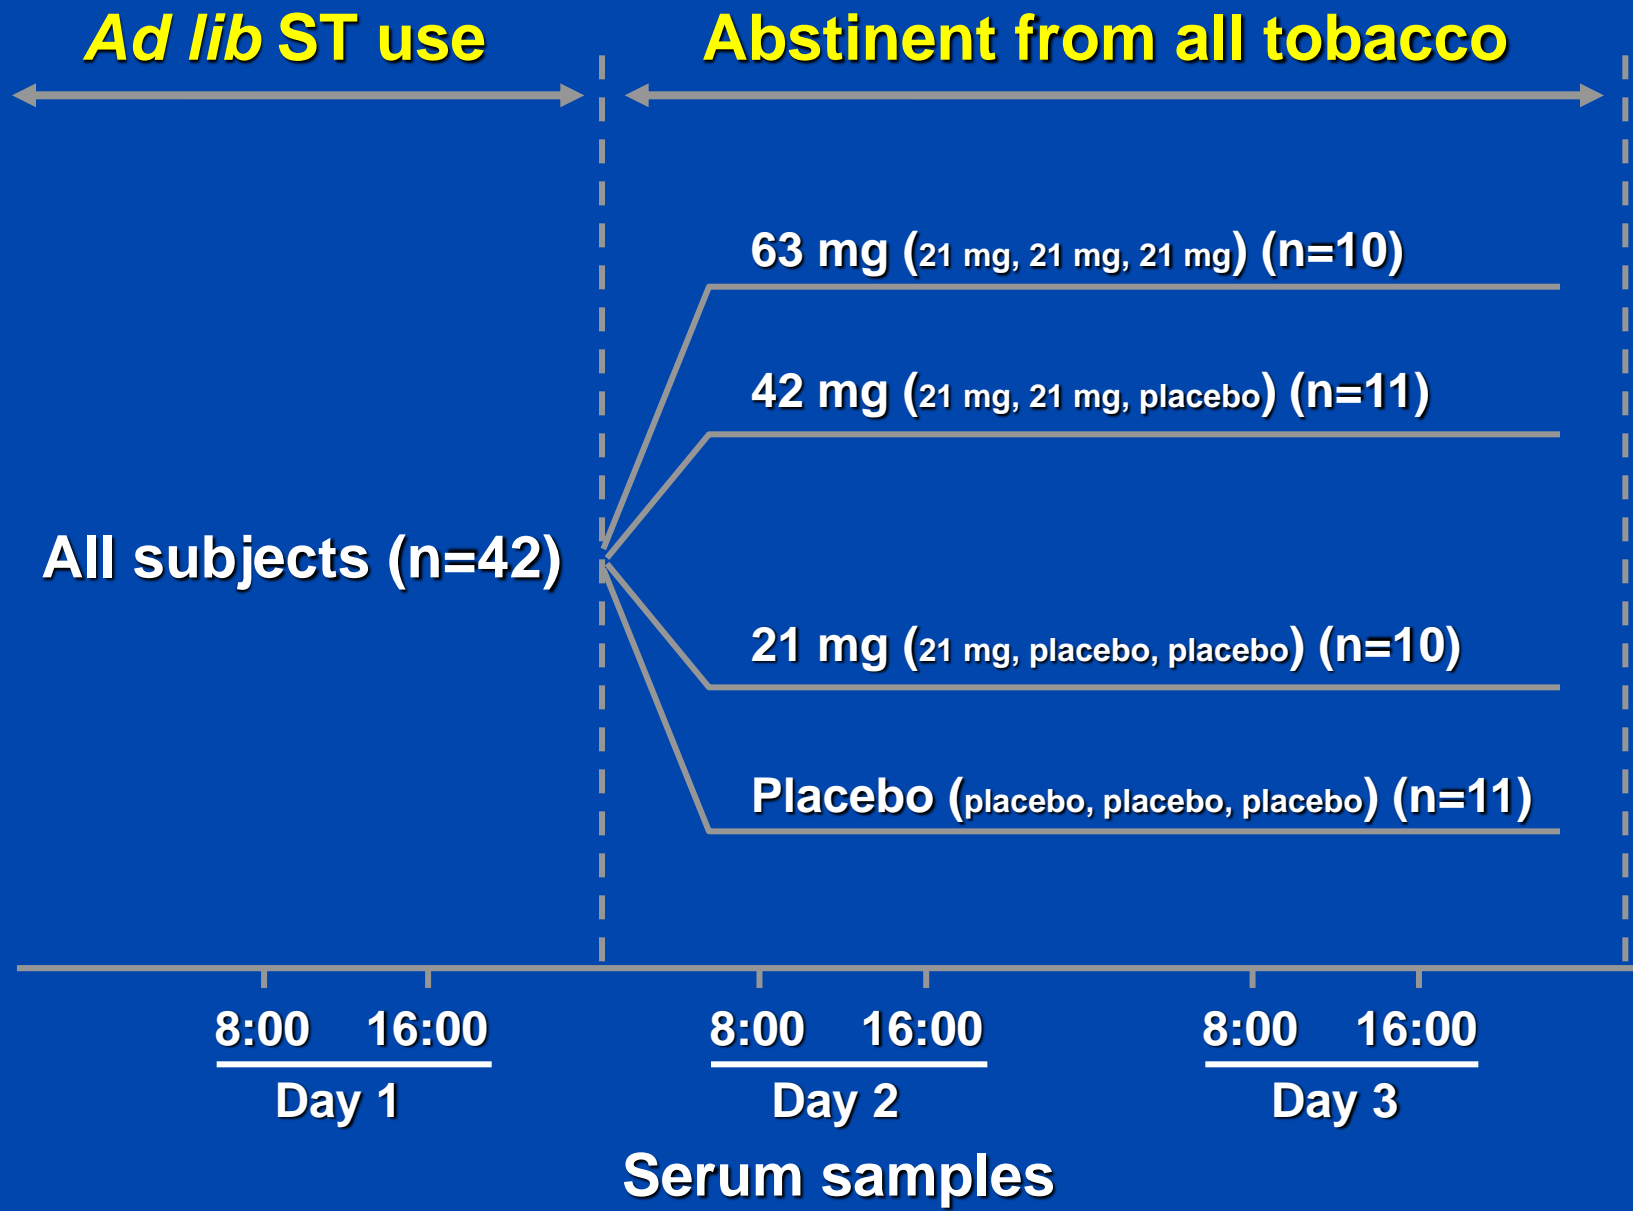 Ad lib ST use
Abstinent from all tobacco
63 mg (21 mg, 21 mg, 21 mg) (n=10)
42 mg (21 mg, 21 mg, placebo) (n=11)
All subjects (n=42)
21 mg (21 mg, placebo, placebo) (n=10)
Placebo (placebo, placebo, placebo) (n=11)
8:00 16:00 8:00 16:00 8:00 16:00
Day 1 Day 2 Day 3
Serum samples